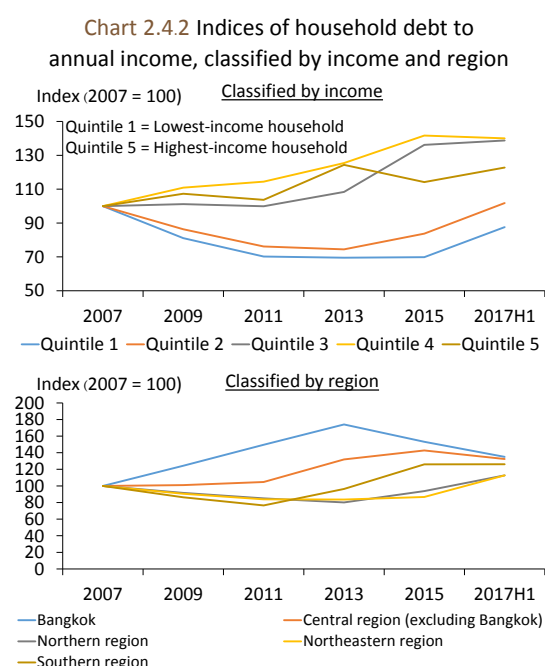 Chart 2.4.2 Indices of household debt to
annual income, classified by income and region
Index (2007 = 100) Classified by income
150
130
110
90
70
50
Quintile 1 = Lowest-income household
Quintile 5 = Highest-income household
2007 2009 2011 2013 2015 2017H1
Quintile 1 Quintile 2 Quintile 3 Quintile 4 Quintile 5
Index (2007 = 100) Classified by region
200
180
160
140
120
100
80
60
40
20
0
2007 2009 2011 2013 2015 2017H1
Bangkok Central region (excluding Bangkok)
Northern region Northeastern region
Southern region